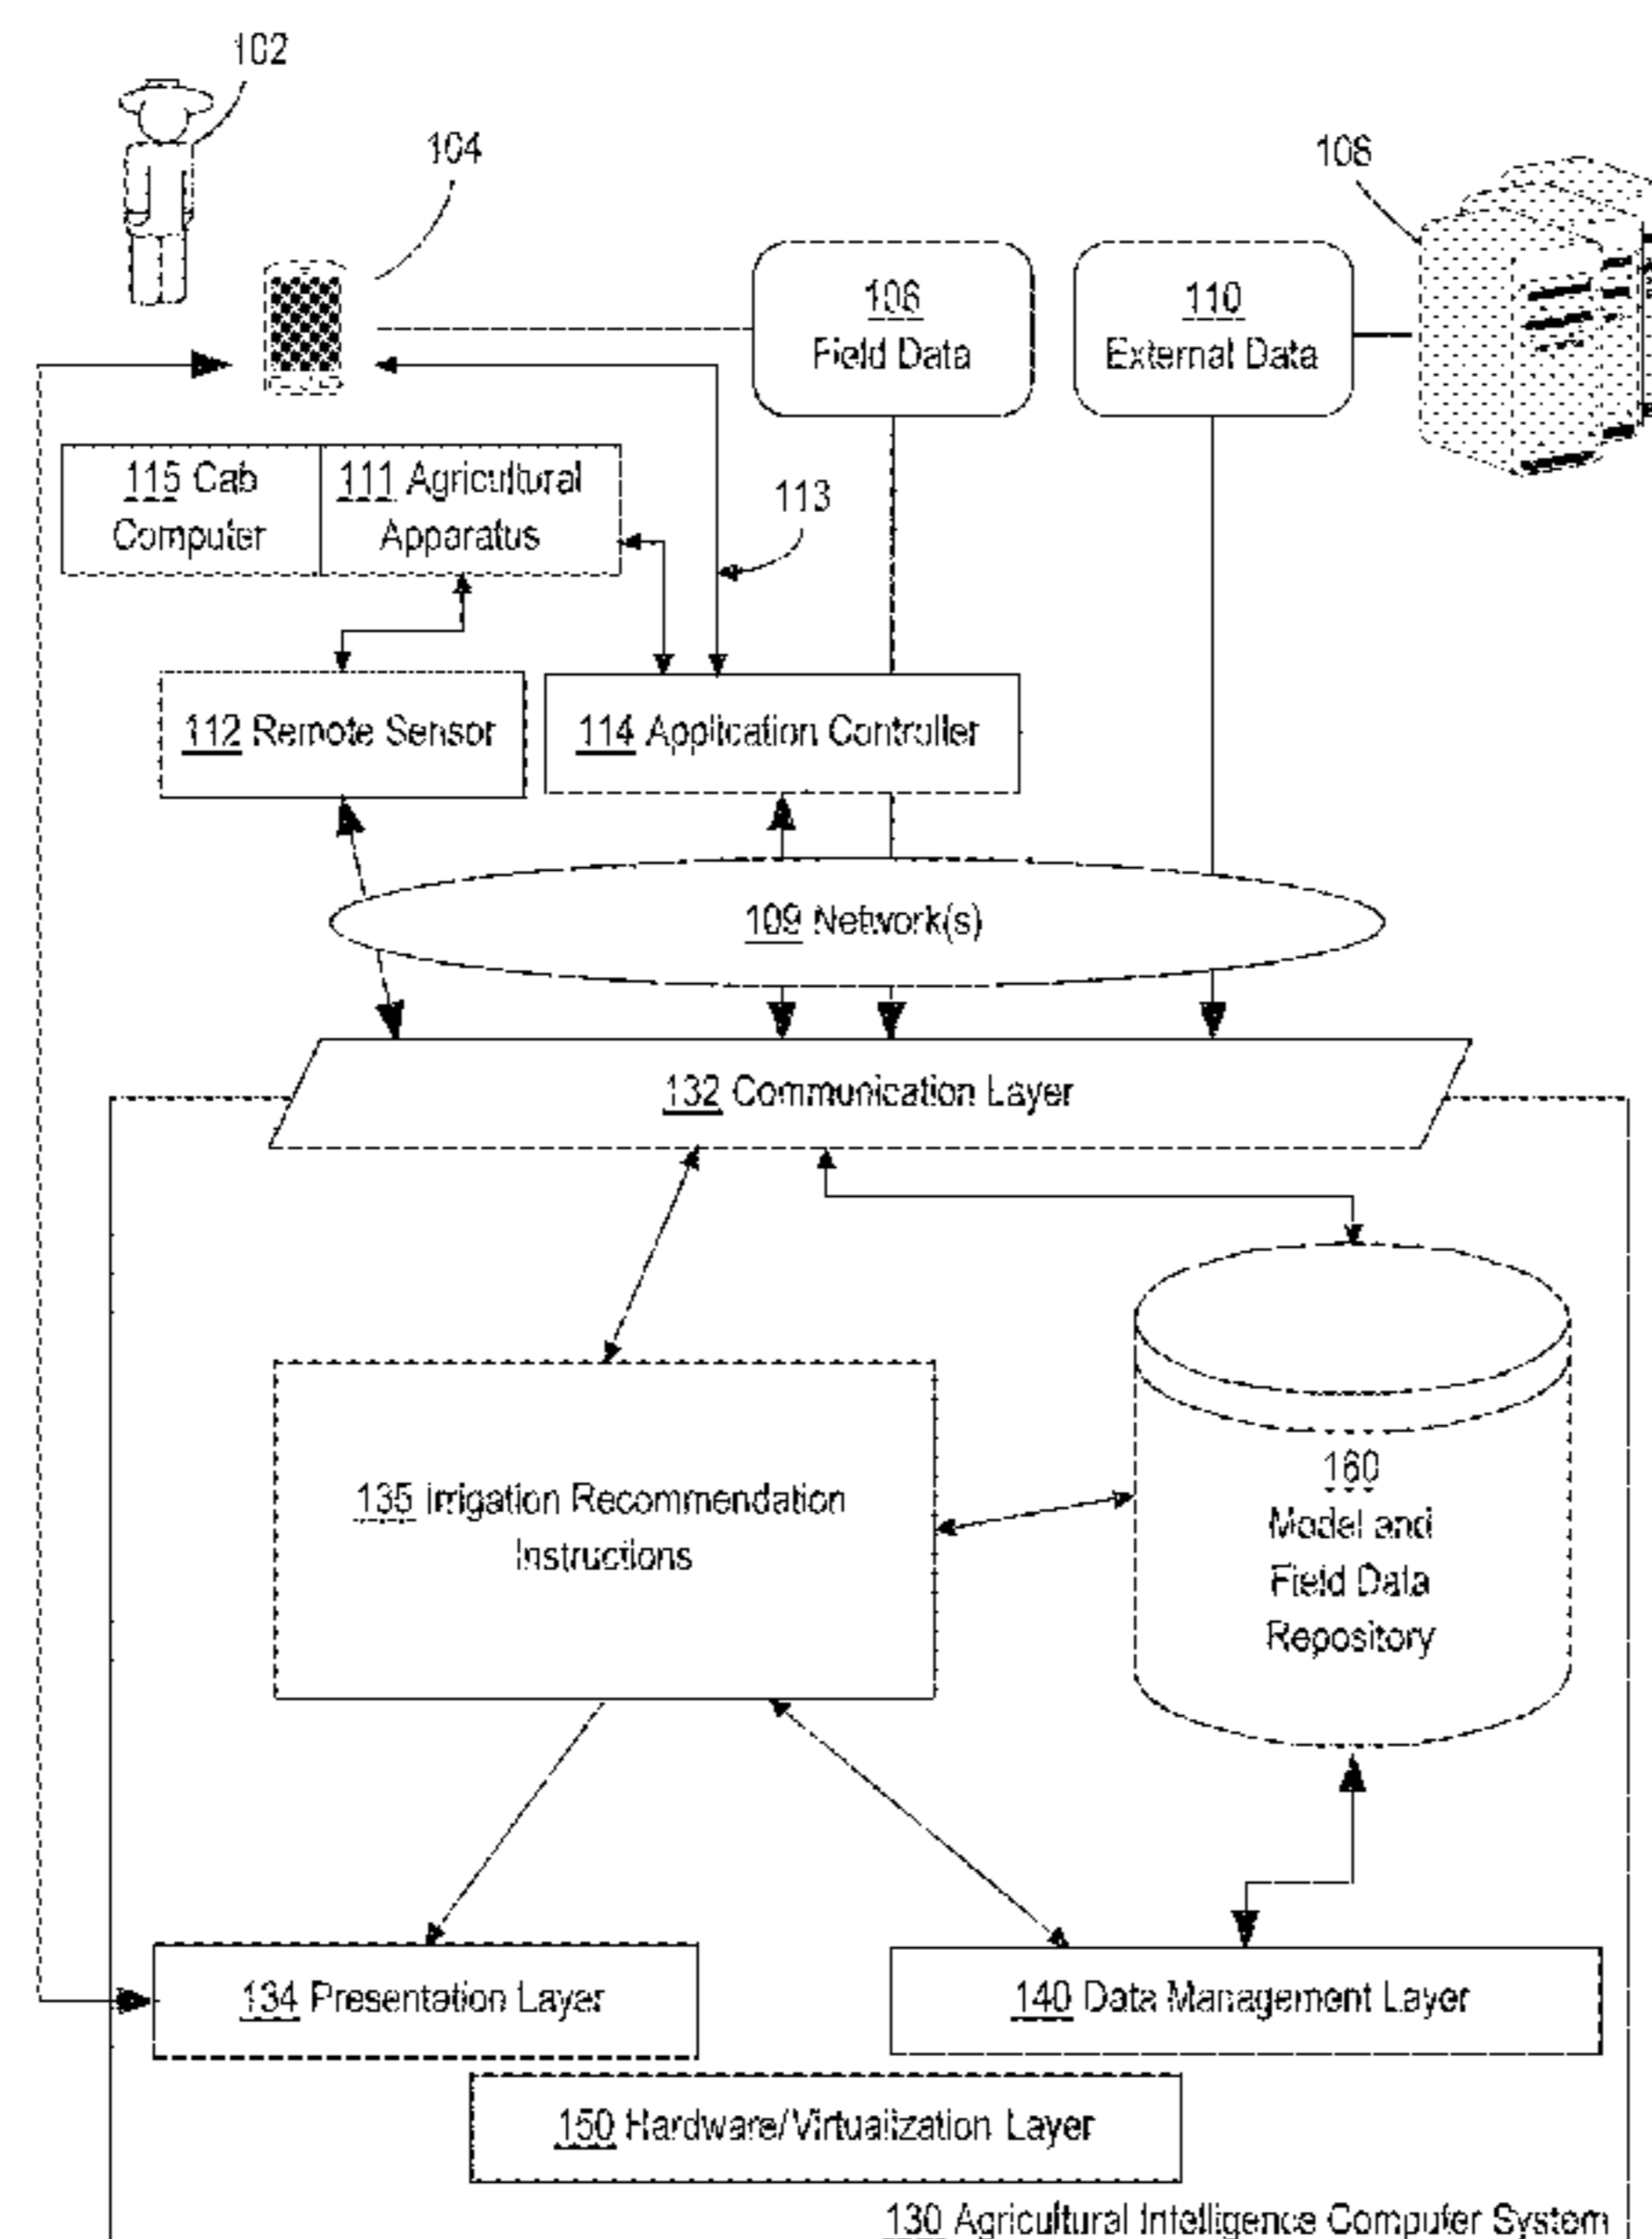 102
104
108
106
Field Data
110
External Data
115 Cab
Computer
111 Agricultural
Apparatus
113
112 Remote Sensor
114 Application Controller
109 Network(s)
132 Communication Layer
135 Irrigation Recommendation
Instructions
160
Model and
Field Data
Repository
134 Presentation Layer
140 Data Management Layer
150 Hardware/Virtualization Layer
130 Agricultural Intelligence Computer System